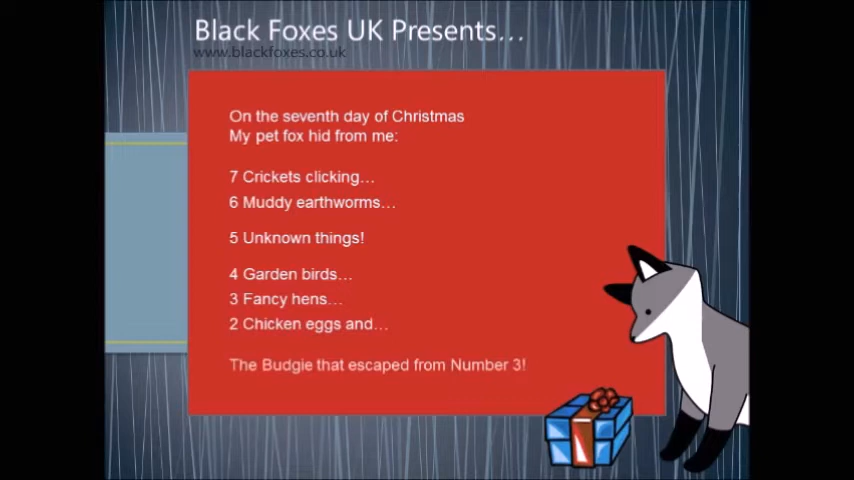 Black Foxes UK Presents...
www.blackfoxes.co.uk
On the seventh day of Christmas
My pet fox hid from me:
7 Crickets clicking...
6 Muddy earthworms...
5 Unknown things!
4 Garden birds...
3 Fancy hens...
2 Chicken eggs and...
The Budgie that escaped from Number 3!